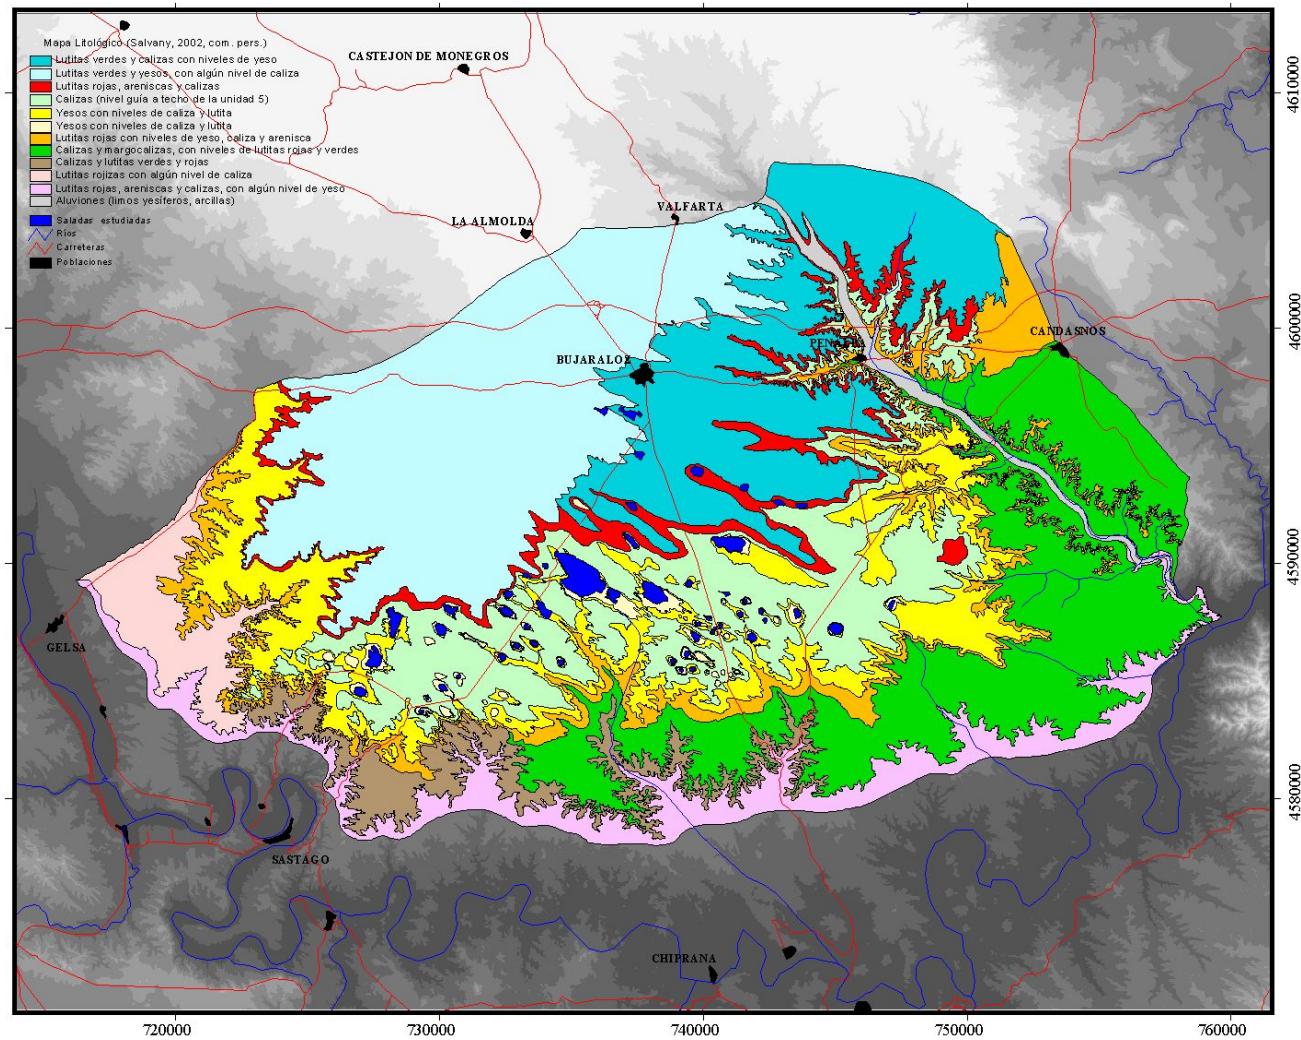 Mapa Litológico (Salvany, 2002, com. pers.)
Lutitas verdes y calizas con niveles de yeso
Lutitas verdes y yesos, con algún nivel de caliza
Lutitas rojas, areniscas y calizas
Calizas (nivel guía a techo de la unidad 5)
Yesos con niveles de caliza y lutita
Yesos con niveles de caliza y lutita
Lutitas rojas con niveles de yeso, caliza y arenisca
Calizas y margocalizas, con niveles de lutitas rojas y verdes
Calizas y lutitas verdes y rojas
Lutitas rojizas con algún nivel de caliza
Lutitas rojas, areniscas y calizas, con algún nivel de yeso
Aluviones (limos yesíferos, arcillas)
Saladas estudiadas
Ríos
Carreteras
Poblaciones
CASTEJON DE MONEGROS
VALFARTA
LA ALMOLDA
CANDASNOS
PEÑALBA
BUJARALOZ
GELSA
SASTAGO
CHIPRANA
4610000
4600000
4590000
4580000
720000
730000
740000
750000
760000